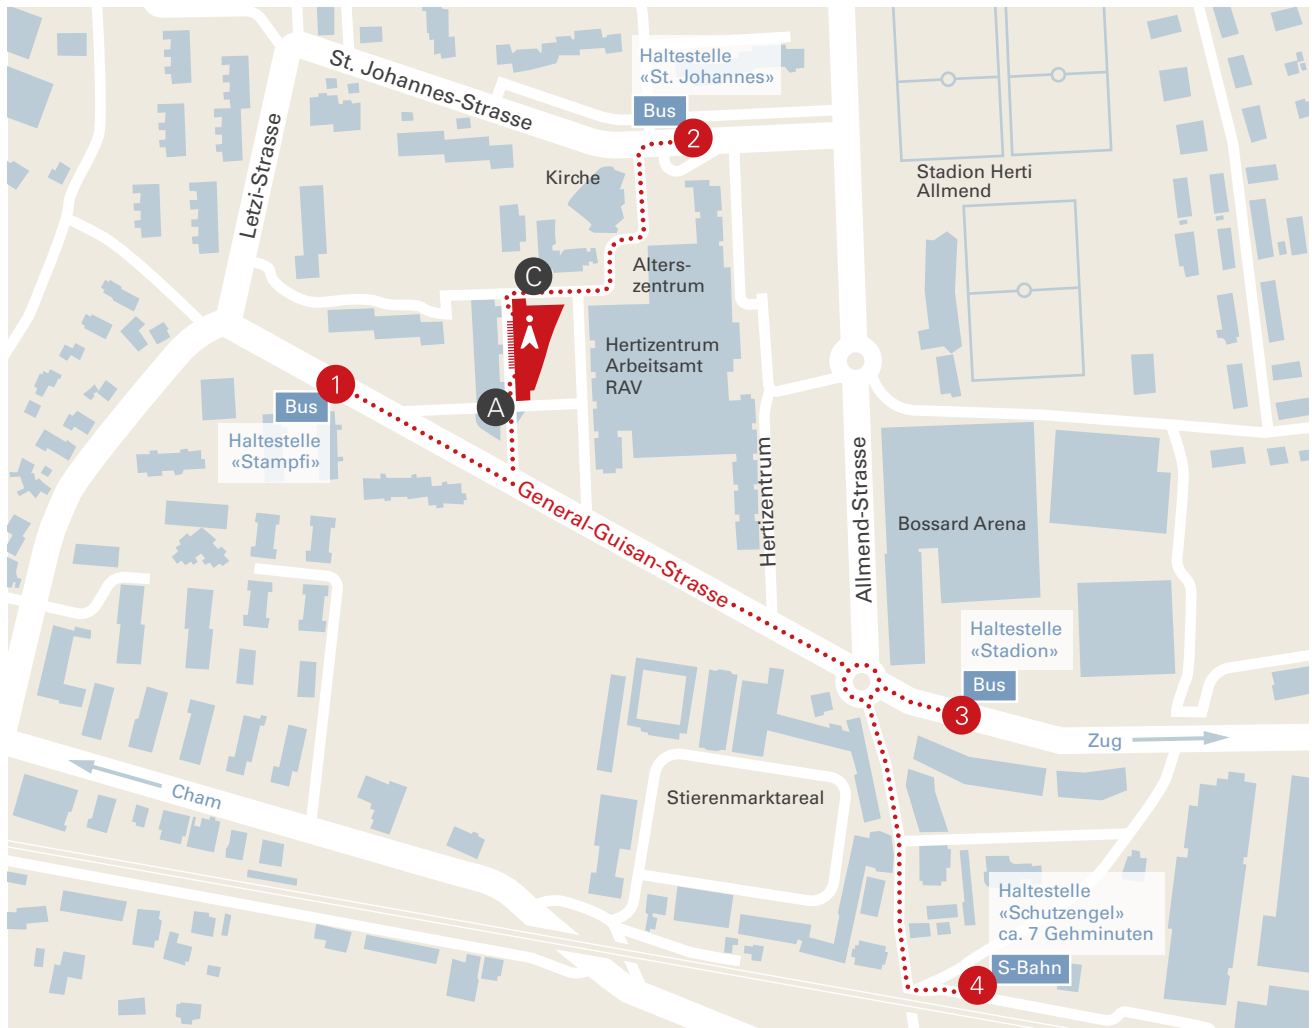 Haltestelle
«St. Johannes»
Bus
2
St. Johannes-Strasse
Letzi-Strasse
Kirche
Stadion Herti
Allmend
C
Alters-
zentrum
Hertizentrum
Arbeitsamt
RAV
1
Bus
Haltestelle
«Stampfi»
A
General-Guisan-Strasse
Hertizentrum
Allmend-Strasse
Bossard Arena
Haltestelle
«Stadion»
Bus
3
Zug
Cham
Stierenmarktareal
Haltestelle
«Schutzengel»
ca. 7 Gehminuten
S-Bahn
4